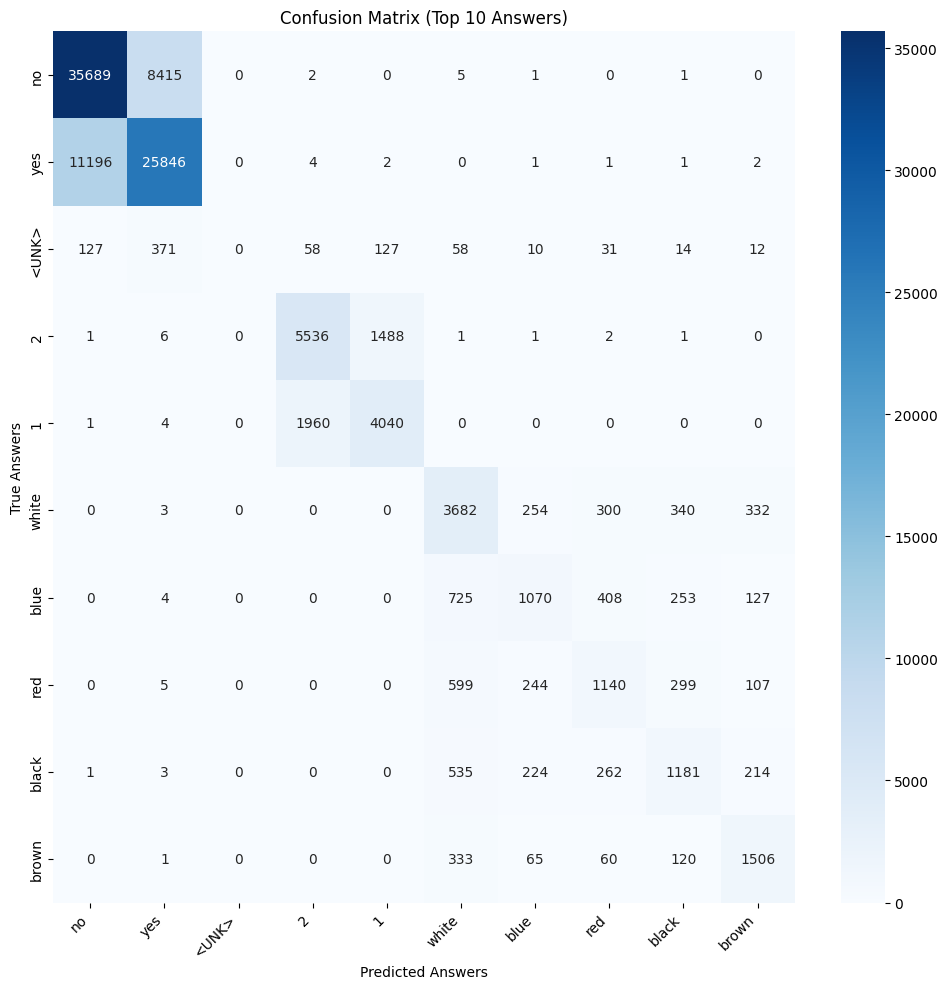 Confusion Matrix (Top 10 Answers)
no 35689 8415 0 2 0 5 1 0 1 0
yes 11196 25846 0 4 2 0 1 1 1 2
<UNK> 127 371 0 58 127 58 10 31 14 12
2 1 6 0 5536 1488 1 1 2 1 0
1 1 4 0 1960 4040 0 0 0 0 0
white 0 3 0 0 0 3682 254 300 340 332
blue 0 4 0 0 0 725 1070 408 253 127
red 0 5 0 0 0 599 244 1140 299 107
black 1 3 0 0 0 535 224 262 1181 214
brown 0 1 0 0 0 333 65 60 120 1506
True Answers
no yes <UNK> 2 1 white blue red black brown
Predicted Answers
35000
30000
25000
20000
15000
10000
5000
0